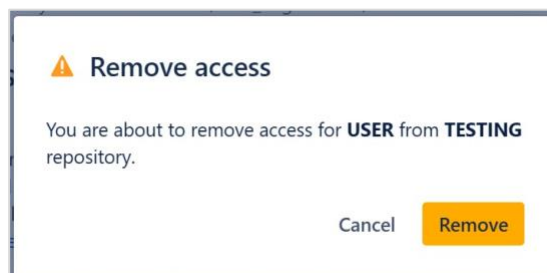 Remove access
You are about to remove access for USER from TESTING
repository.
Cancel
Remove